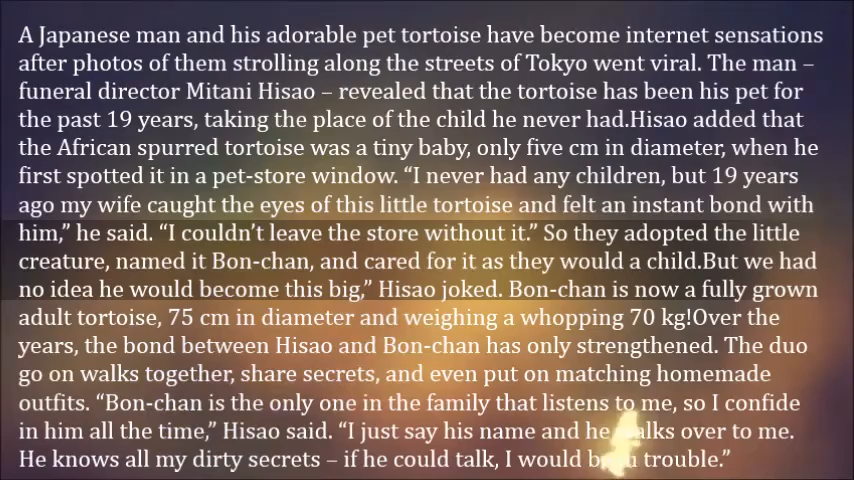 A Japanese man and his adorable pet tortoise have become internet sensations
after photos of them strolling along the streets of Tokyo went viral. The man –
funeral director Mitani Hisao – revealed that the tortoise has been his pet for
the past 19 years, taking the place of the child he never had.Hisao added that
the African spurred tortoise was a tiny baby, only five cm in diameter, when he
first spotted it in a pet-store window. “I never had any children, but 19 years
ago my wife caught the eyes of this little tortoise and felt an instant bond with
him,” he said. “I couldn’t leave the store without it.” So they adopted the little
creature, named it Bon-chan, and cared for it as they would a child.But we had
no idea he would become this big,” Hisao joked. Bon-chan is now a fully grown
adult tortoise, 75 cm in diameter and weighing a whopping 70 kg!Over the
years, the bond between Hisao and Bon-chan has only strengthened. The duo
go on walks together, share secrets, and even put on matching homemade
outfits. “Bon-chan is the only one in the family that listens to me, so I confide
in him all the time,” Hisao said. “I just say his name and he walks over to me.
He knows all my dirty secrets – if he could talk, I would trouble.”